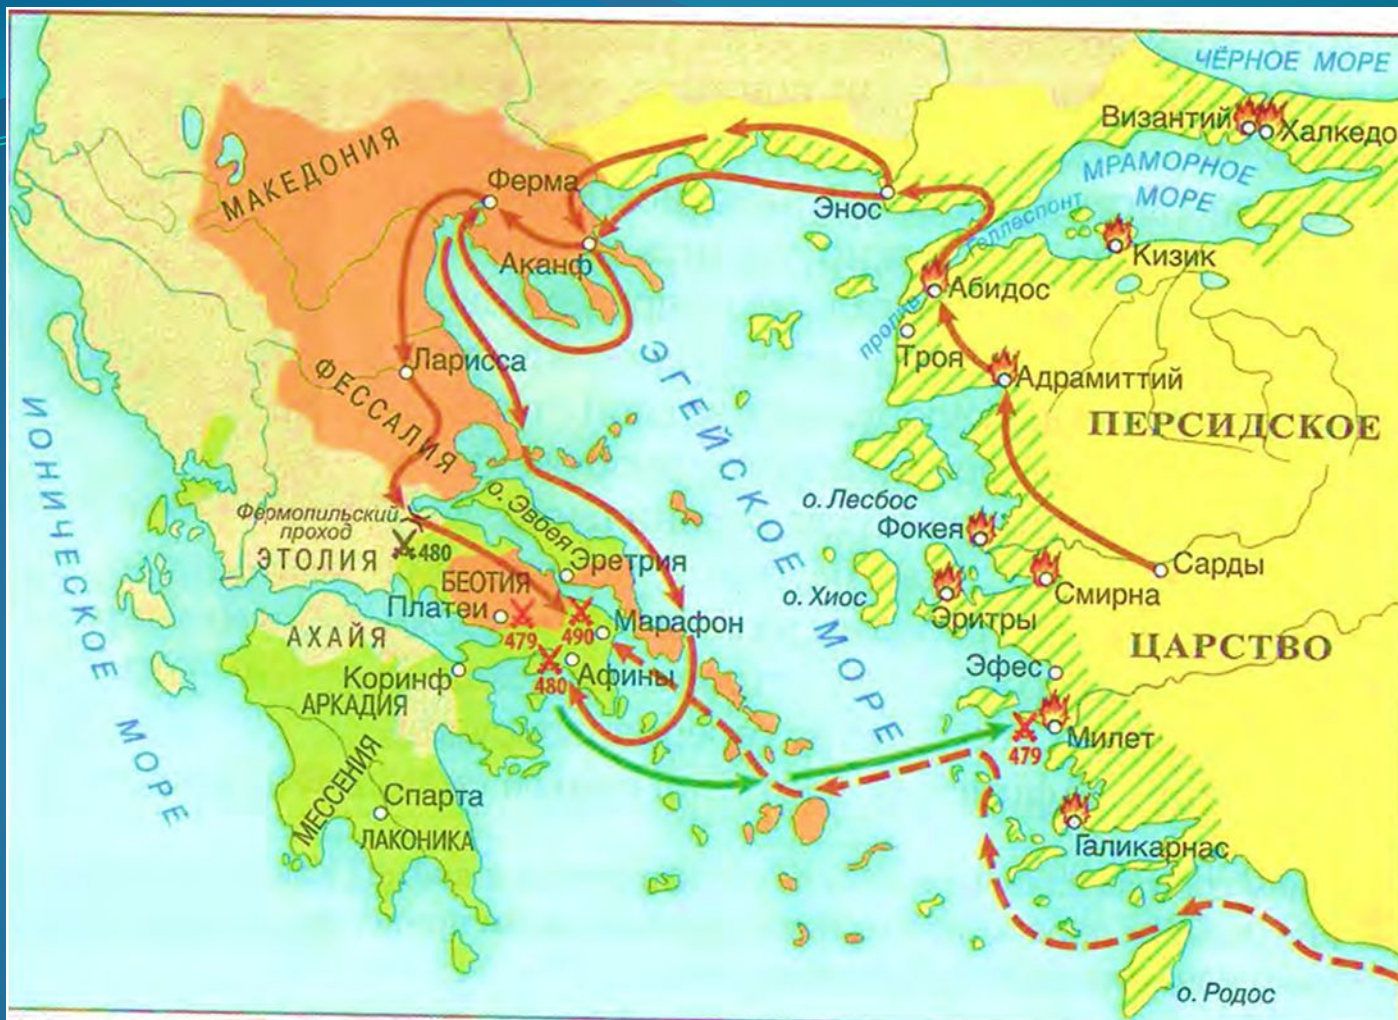 ЧЁРНОЕ МОРЕ
Византий
Халкедо
МРАМОРНОЕ
МОРЕ
МАКЕДОНИЯ
Ферма
Энос
Геллеспонт
Кизик
Аканф
Абидос
пролив
Троя
Ларисса
Адрамиттий
ФЕССАЛИЯ
ЭГЕЙСКОЕ МОРЕ
ПЕРСИДСКОЕ
ИОНИЧЕСКОЕ МОРЕ
о. Лесбос
о. Эвбея
Фермопильский
проход
480
Фокея
ЭТОЛИЯ
Эретрия
Сарды
БЕОТИЯ
о. Хиос
Смирна
Платеи
479
490
Марафон
Эритры
АХАЙЯ
ЦАРСТВО
Коринф
480
Афины
Эфес
АРКАДИЯ
479
Милет
МЕССЕНИЯ
Спарта
ЛАКОНИКА
Галикарнас
о. Родос